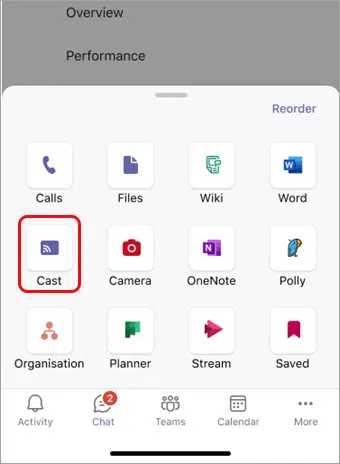 Overview
Performance
Reorder
Calls Files Wiki Word
Cast Camera OneNote Polly
Organisation Planner Stream Saved
2
Activity Chat Teams Calendar More